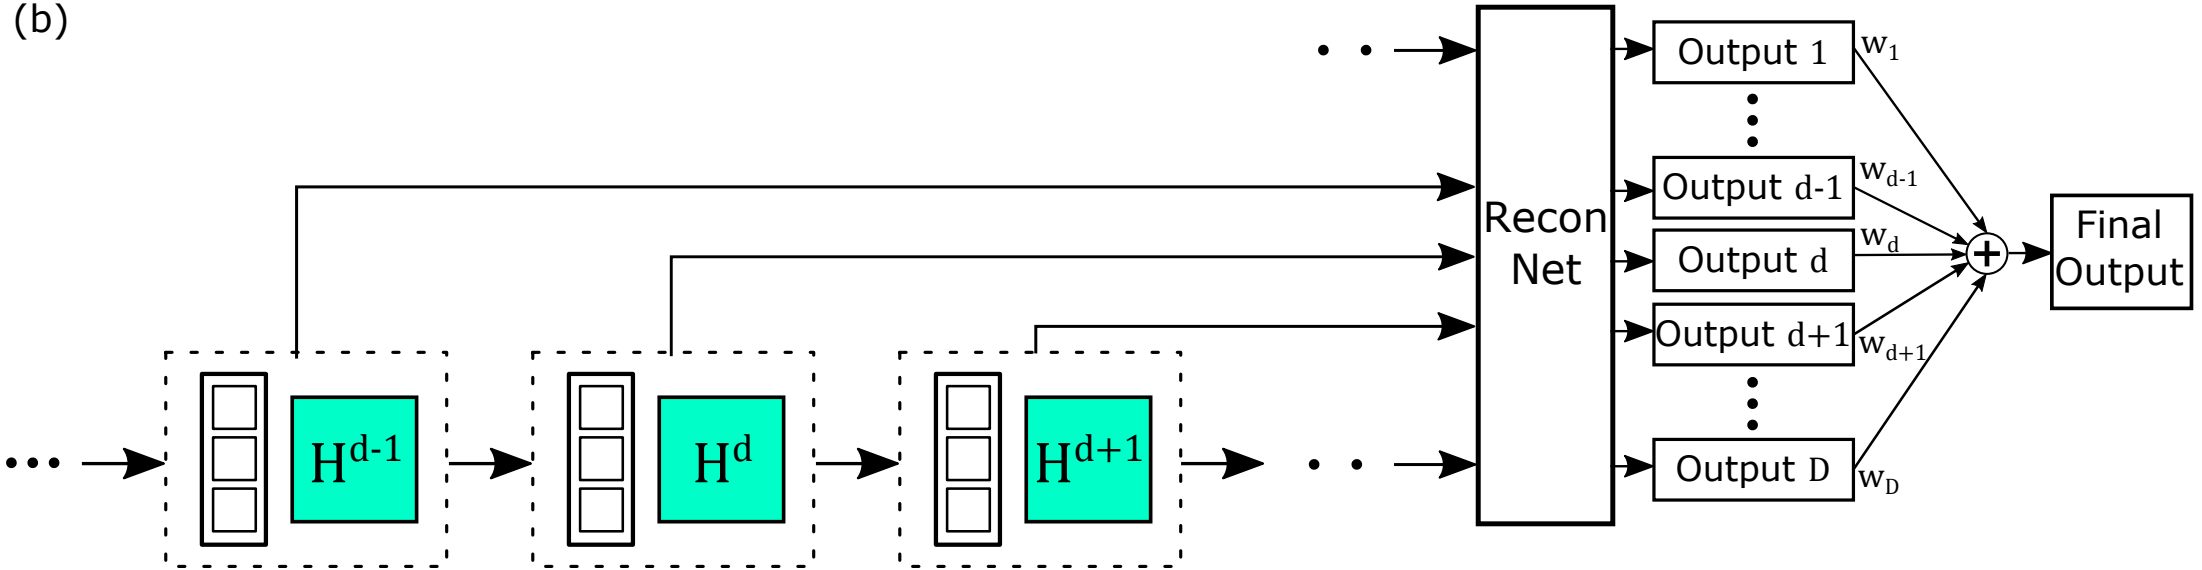 (b)
Output 1
w1
Output d-1
wd-1
Recon
Net
Output d
wd
Final
Output
Output d+1
wd+1
Hd-1
Hd
Hd+1
Output D
wD